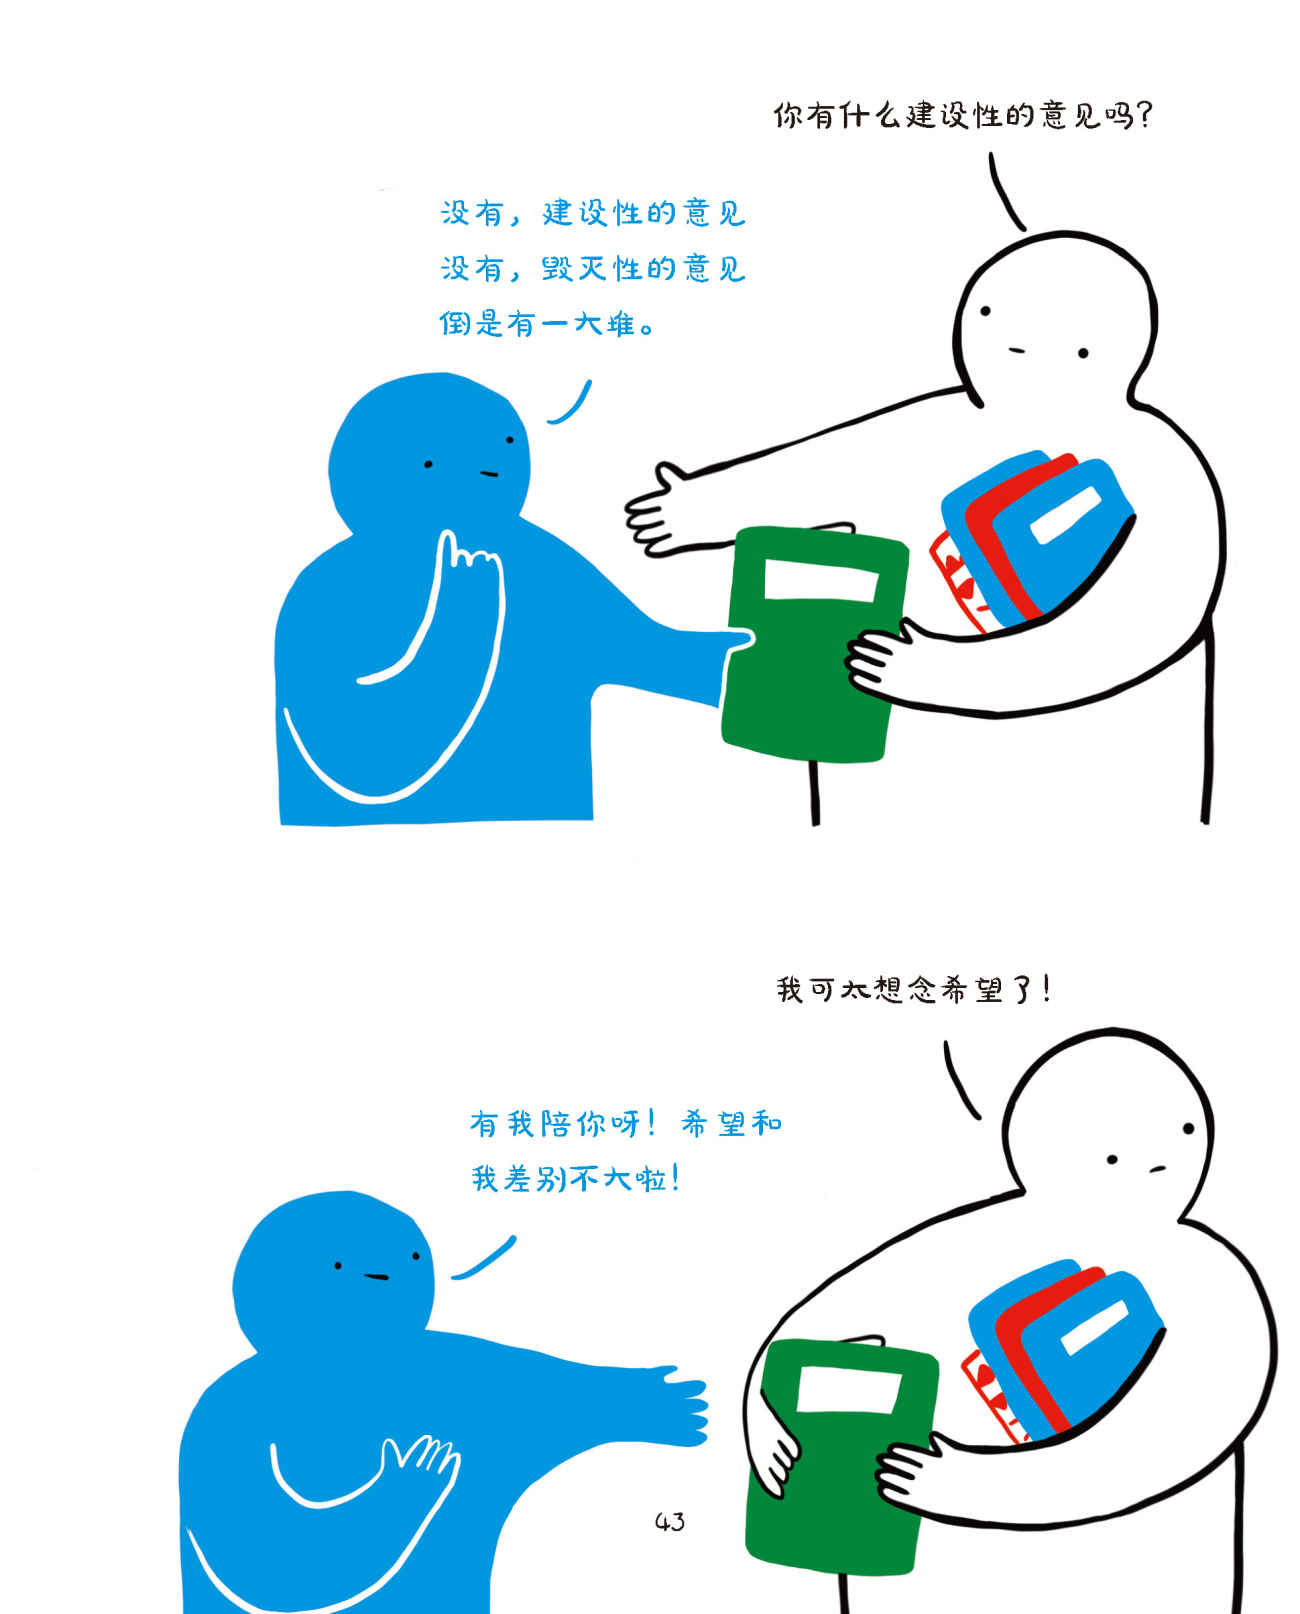 你有什么建设性的意见吗？
没有，建设性的意见
没有，毁灭性的意见
倒是有一大堆。
我可太想念希望了！
有我陪你呀！希望和
我差别不大啦！
43